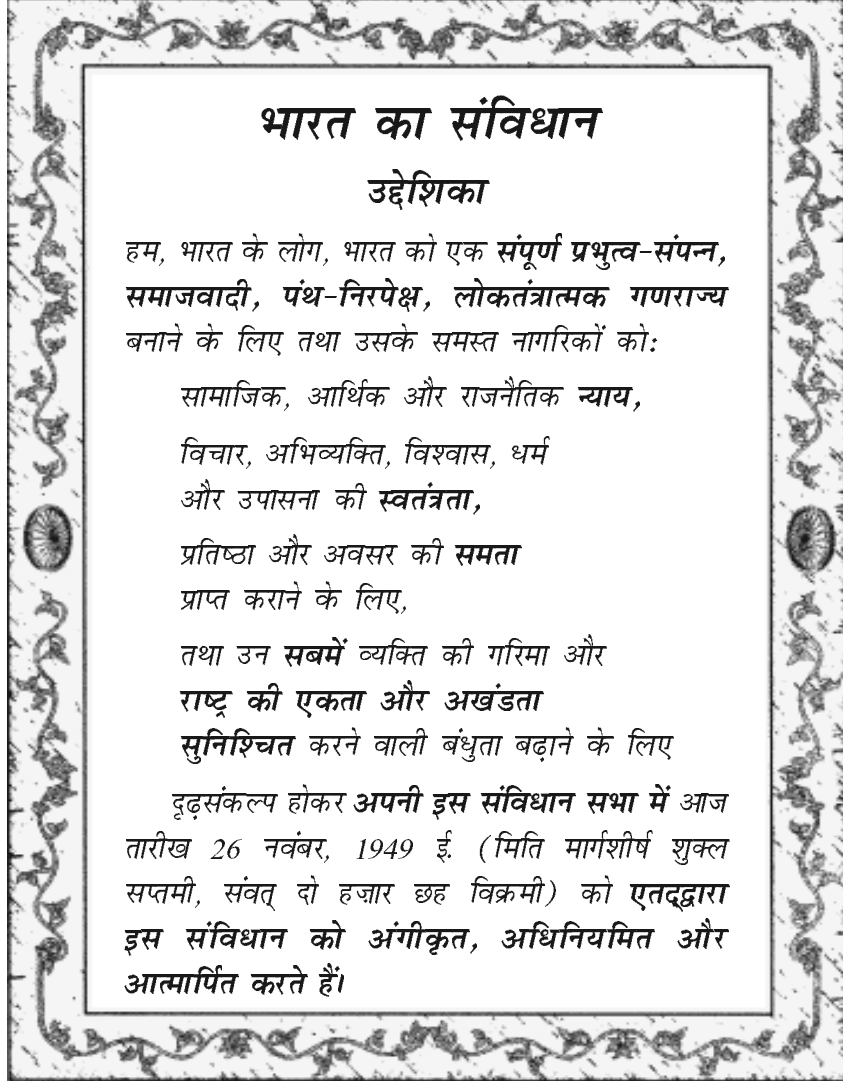 भारत का संविधान
उद्देशिका
हम, भारत के लोग, भारत को एक संपूर्ण प्रभुत्व-संपन्न,
समाजवादी, पंथ-निरपेक्ष, लोकतंत्रात्मक गणराज्य
बनाने के लिए तथा उसके समस्त नागरिकों को:
सामाजिक, आर्थिक और राजनैतिक न्याय,
विचार, अभिव्यक्ति, विश्वास, धर्म
और उपासना की स्वतंत्रता,
प्रतिष्ठा और अवसर की समता
प्राप्त कराने के लिए,
तथा उन सबमें व्यक्ति की गरिमा और
राष्ट्र की एकता और अखंडता
सुनिश्चित करने वाली बंधुता बढ़ाने के लिए
दृढ़संकल्प होकर अपनी इस संविधान सभा में आज
तारीख 26 नवंबर, 1949 ई. (मिति मार्गशीर्ष शुक्ल
सप्तमी, संवत् दो हज़ार छह विक्रमी) को एतद्द्वारा
इस संविधान को अंगीकृत, अधिनियमित और
आत्मार्पित करते हैं।